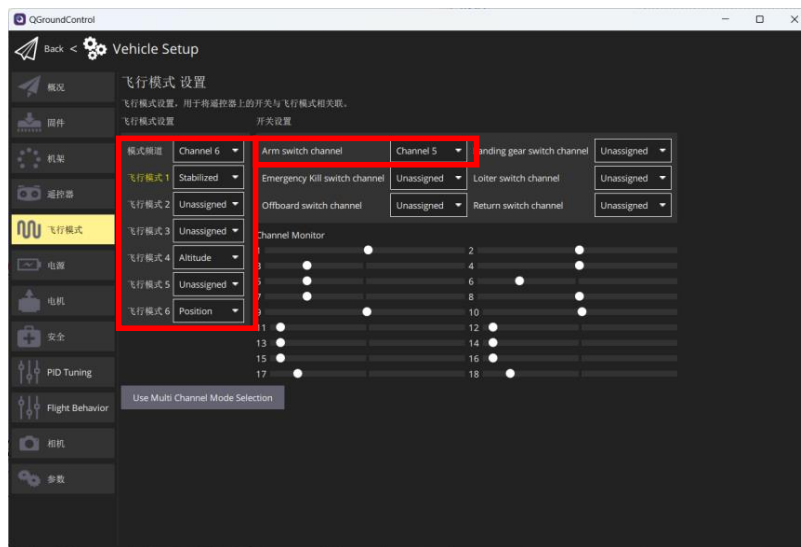 QGroundControl
Back < Vehicle Setup
概况
固件
机架
遥控器
飞行模式
电源
电机
安全
PID Tuning
Flight Behavior
相机
参数
飞行模式 设置
飞行模式设置，用于将遥控器上的开关与飞行模式相关联。
飞行模式设置
模式频道 Channel 6
飞行模式 1 Stabilized
飞行模式 2 Unassigned
飞行模式 3 Unassigned
飞行模式 4 Altitude
飞行模式 5 Unassigned
飞行模式 6 Position
开关设置
Arm switch channel Channel 5 anding gear switch channel Unassigned
Emergency Kill switch channel Unassigned Loiter switch channel Unassigned
Offboard switch channel Unassigned Return switch channel Unassigned
Channel Monitor
2
4
6
8
10
11 12
13 14
15 16
17 18
Use Multi Channel Mode Selection